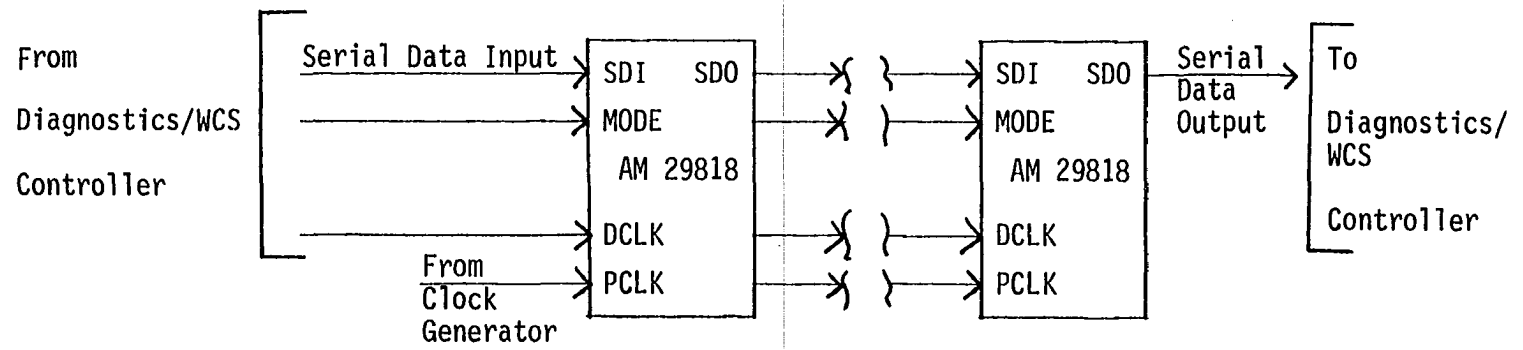 From
Diagnostics/WCS
Controller
Serial Data Input
From
Clock
Generator
SDI SDO
MODE
AM 29818
DCLK
PCLK
SDI SDO
MODE
AM 29818
DCLK
PCLK
Serial
Data
Output
To
Diagnostics/
WCS
Controller